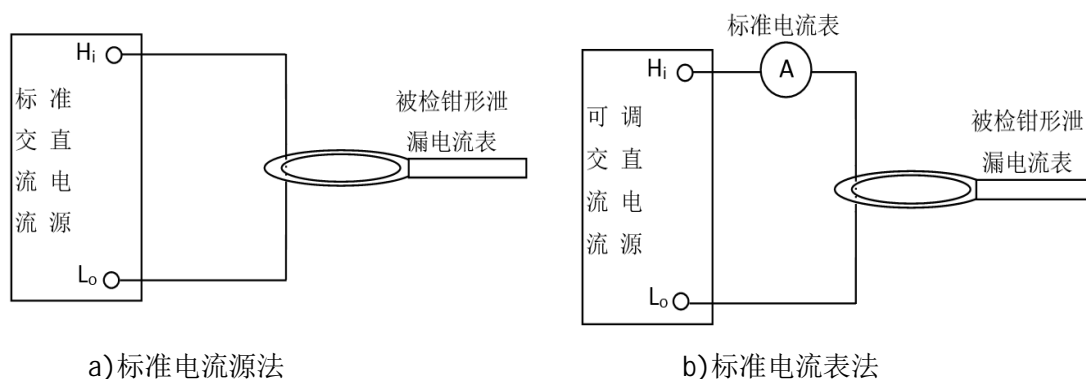 Hi
标 准
交 直
流 电
流 源
Lo
被检钳形泄
漏电流表
a)标准电流源法
标准电流表
A
Hi
可 调
交 直
流 电
流 源
Lo
被检钳形泄
漏电流表
b)标准电流表法